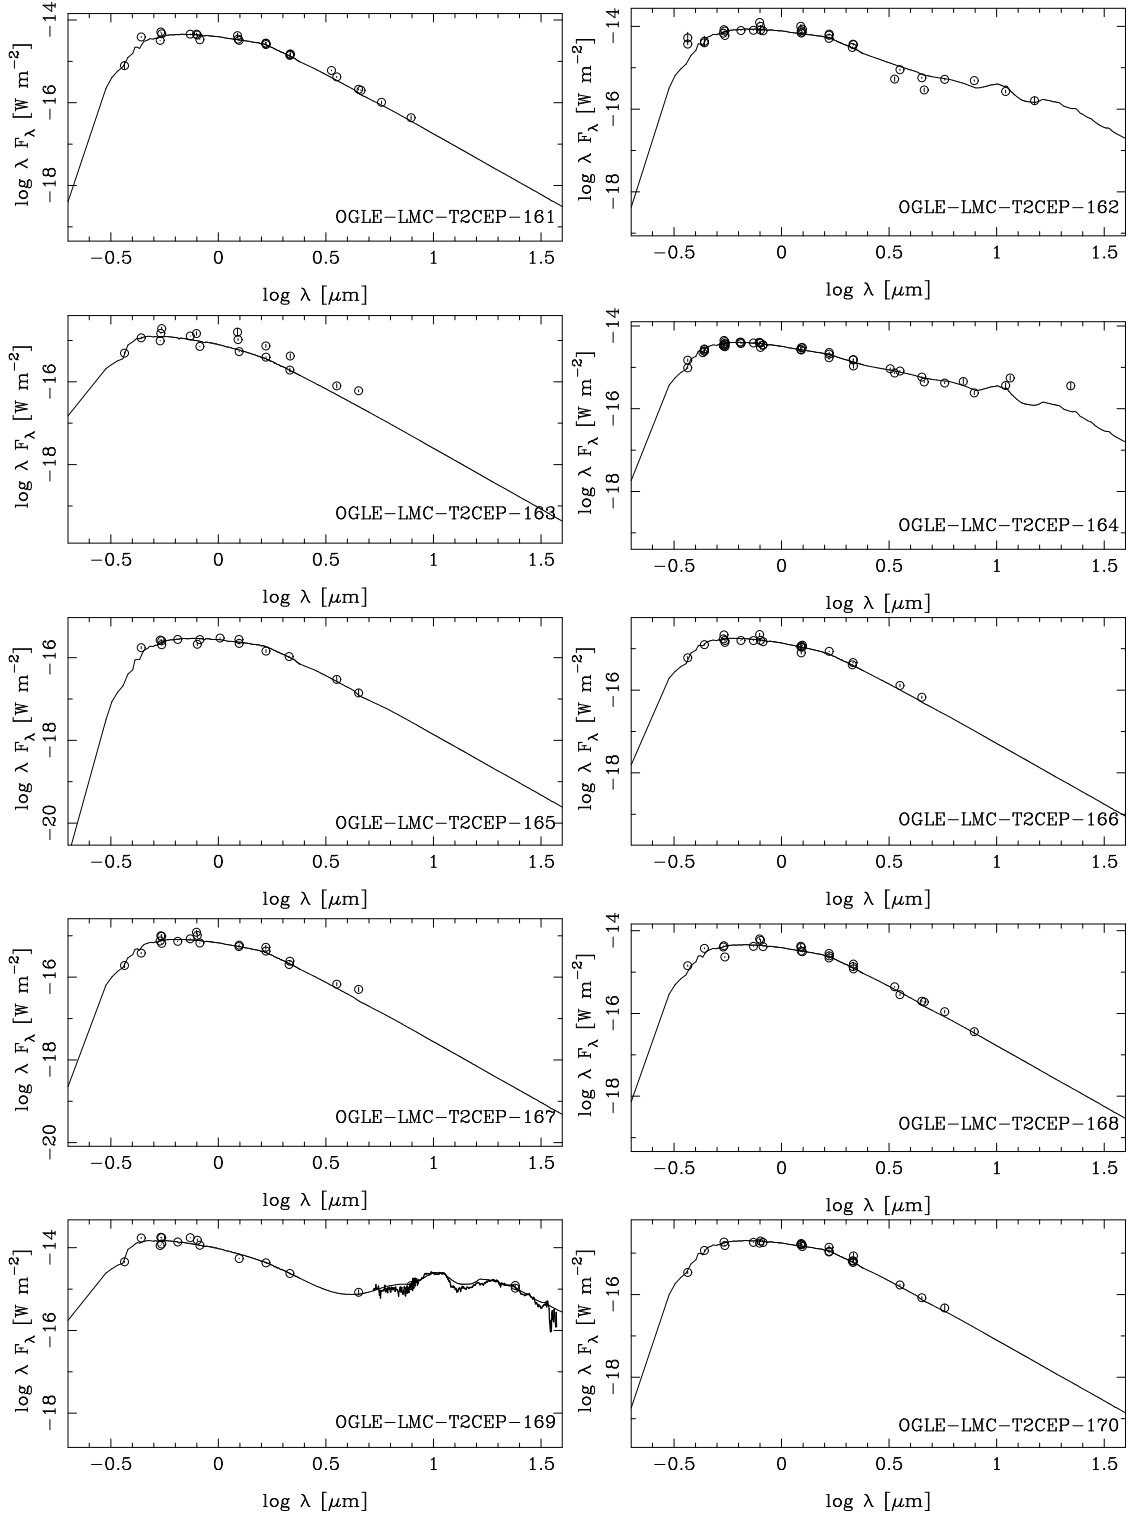 log λ F_λ [W m^-2]
-14
-16
-18
OGLE-LMC-T2CEP-161
-0.5 0 0.5 1 1.5
log λ [μm]
log λ F_λ [W m^-2]
-14
-16
-18
OGLE-LMC-T2CEP-162
-0.5 0 0.5 1 1.5
log λ [μm]
log λ F_λ [W m^-2]
-16
-18
OGLE-LMC-T2CEP-163
-0.5 0 0.5 1 1.5
log λ [μm]
log λ F_λ [W m^-2]
-14
-16
-18
OGLE-LMC-T2CEP-164
-0.5 0 0.5 1 1.5
log λ [μm]
log λ F_λ [W m^-2]
-16
-18
-20
OGLE-LMC-T2CEP-165
-0.5 0 0.5 1 1.5
log λ [μm]
log λ F_λ [W m^-2]
-16
-18
OGLE-LMC-T2CEP-166
-0.5 0 0.5 1 1.5
log λ [μm]
log λ F_λ [W m^-2]
-16
-18
-20
OGLE-LMC-T2CEP-167
-0.5 0 0.5 1 1.5
log λ [μm]
log λ F_λ [W m^-2]
-14
-16
-18
OGLE-LMC-T2CEP-168
-0.5 0 0.5 1 1.5
log λ [μm]
log λ F_λ [W m^-2]
-14
-16
-18
OGLE-LMC-T2CEP-169
-0.5 0 0.5 1 1.5
log λ [μm]
log λ F_λ [W m^-2]
-16
-18
OGLE-LMC-T2CEP-170
-0.5 0 0.5 1 1.5
log λ [μm]